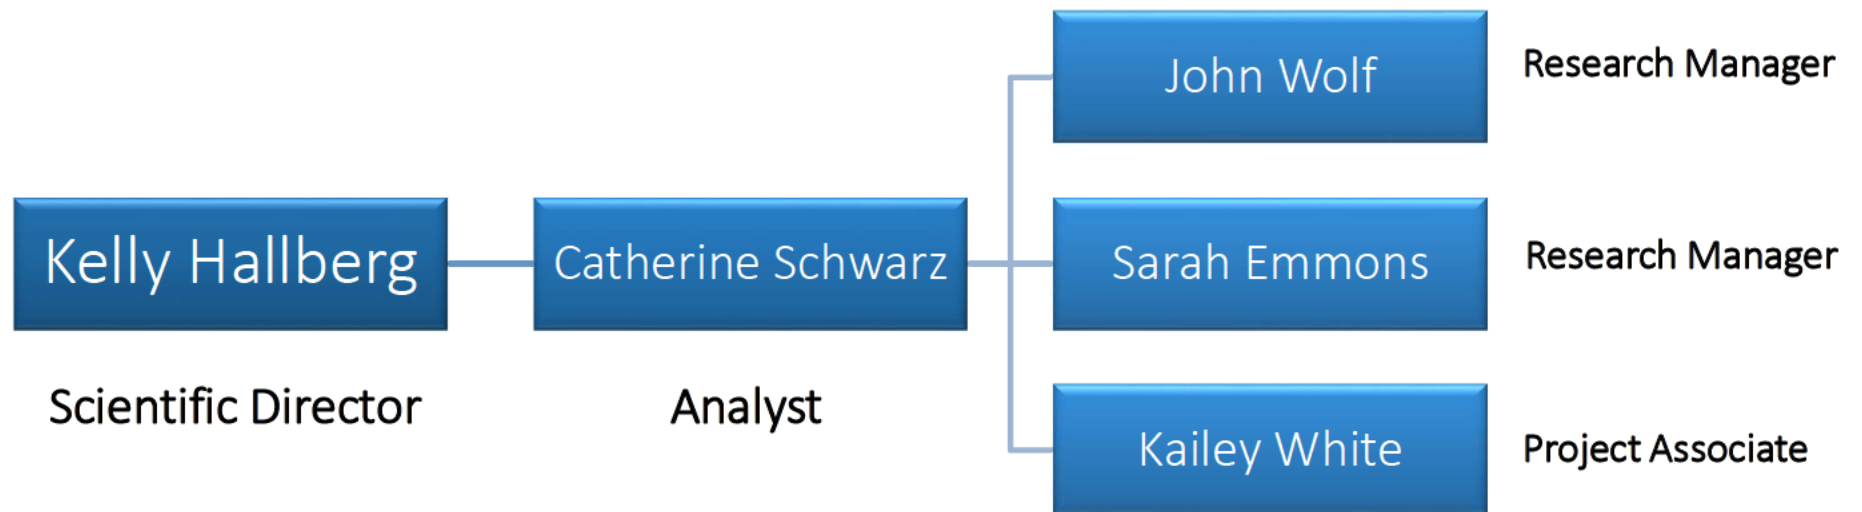 Kelly Hallberg
Scientific Director
Catherine Schwarz
Analyst
John Wolf
Research Manager
Sarah Emmons
Research Manager
Kailey White
Project Associate